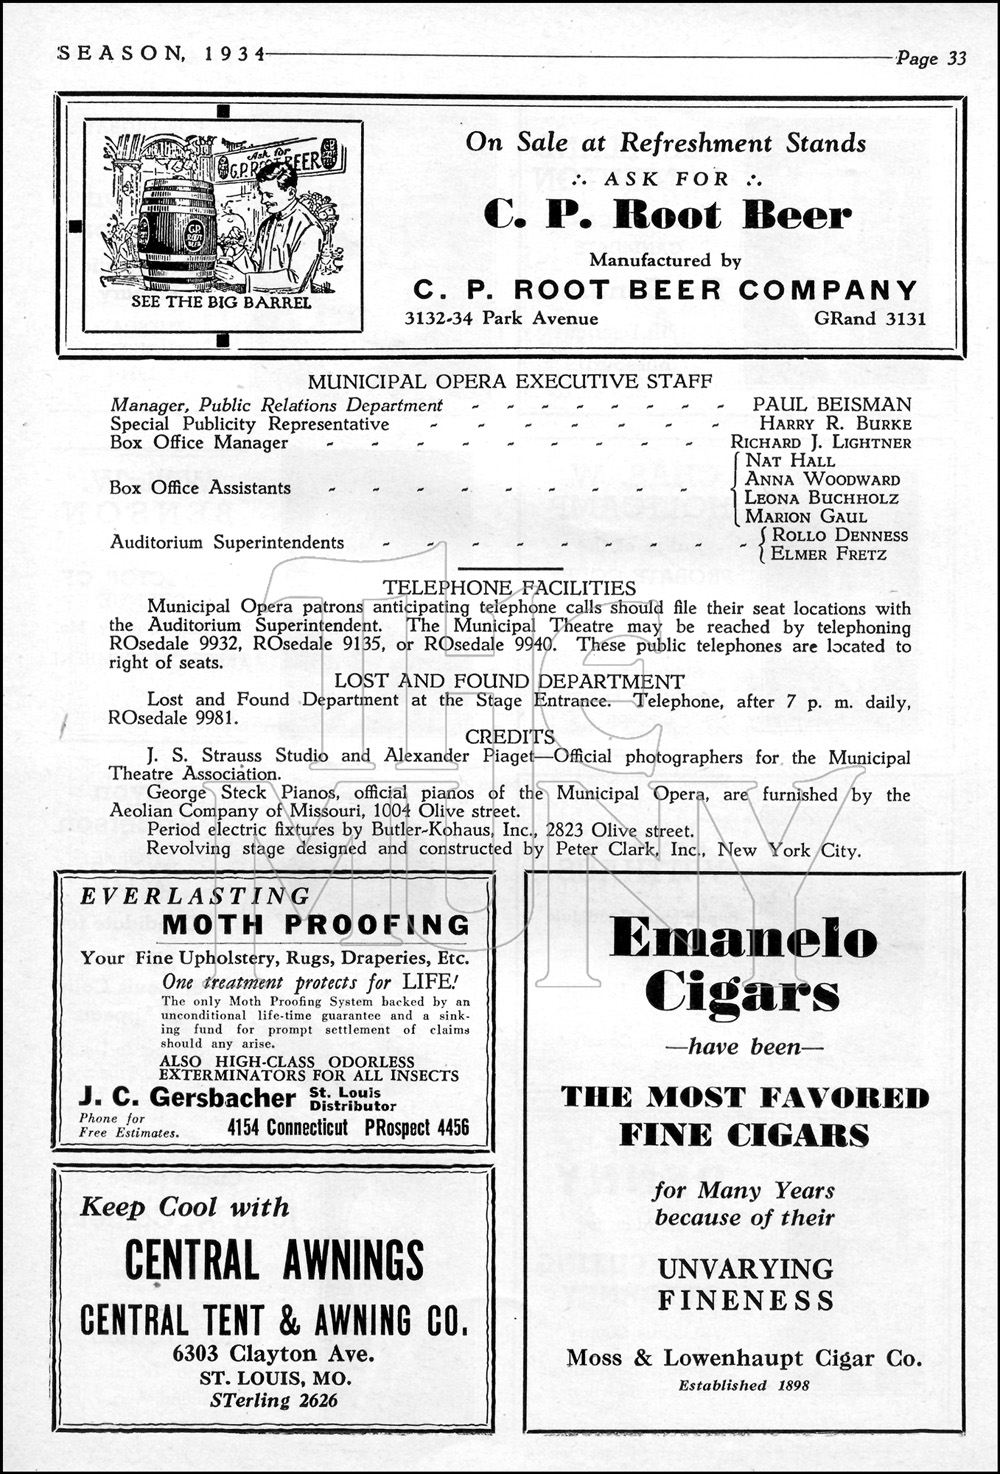 SEASON, 1934
Page 33
Ask for
G.P. ROOT BEER
C.P.
ROOT
BEER
SEE THE BIG BARREL
On Sale at Refreshment Stands
∴ ASK FOR ∴
C. P. Root Beer
Manufactured by
C. P. ROOT BEER COMPANY
3132-34 Park Avenue GRand 3131
MUNICIPAL OPERA EXECUTIVE STAFF
Manager, Public Relations Department - - - - - - - - PAUL BEISMAN
Special Publicity Representative - - - - - - - - - - HARRY R. BURKE
Box Office Manager - - - - - - - - - - RICHARD J. LIGHTNER
NAT HALL
Box Office Assistants - - - - - - - - - - ANNA WOODWARD
LEONA BUCHHOLZ
MARION GAUL
Auditorium Superintendents - - - - - - - - - ROLLO DENNESS
ELMER FRETZ
TELEPHONE FACILITIES
Municipal Opera patrons anticipating telephone calls should file their seat locations with
the Auditorium Superintendent. The Municipal Theatre may be reached by telephoning
ROsedale 9932, ROsedale 9135, or ROsedale 9940. These public telephones are located to
right of seats.
LOST AND FOUND DEPARTMENT
Lost and Found Department at the Stage Entrance. Telephone, after 7 p. m. daily,
ROsedale 9981.
CREDITS
J. S. Strauss Studio and Alexander Piaget—Official photographers for the Municipal
Theatre Association.
George Steck Pianos, official pianos of the Municipal Opera, are furnished by the
Aeolian Company of Missouri, 1004 Olive street.
Period electric fixtures by Butler-Kohaus, Inc., 2823 Olive street.
Revolving stage designed and constructed by Peter Clark, Inc., New York City.
The
MUNY
EVERLASTING
MOTH PROOFING
Your Fine Upholstery, Rugs, Draperies, Etc.
One treatment protects for LIFE!
The only Moth Proofing System backed by an
unconditional life-time guarantee and a sink-
ing fund for prompt settlement of claims
should any arise.
ALSO HIGH-CLASS ODORLESS
EXTERMINATORS FOR ALL INSECTS
J. C. Gersbacher St. Louis
Distributor
Phone for
Free Estimates. 4154 Connecticut PRospect 4456
Keep Cool with
CENTRAL AWNINGS
CENTRAL TENT & AWNING CO.
6303 Clayton Ave.
ST. LOUIS, MO.
STerling 2626
Emanelo
Cigars
—have been—
THE MOST FAVORED
FINE CIGARS
for Many Years
because of their
UNVARYING
FINENESS
Moss & Lowenhaupt Cigar Co.
Established 1898